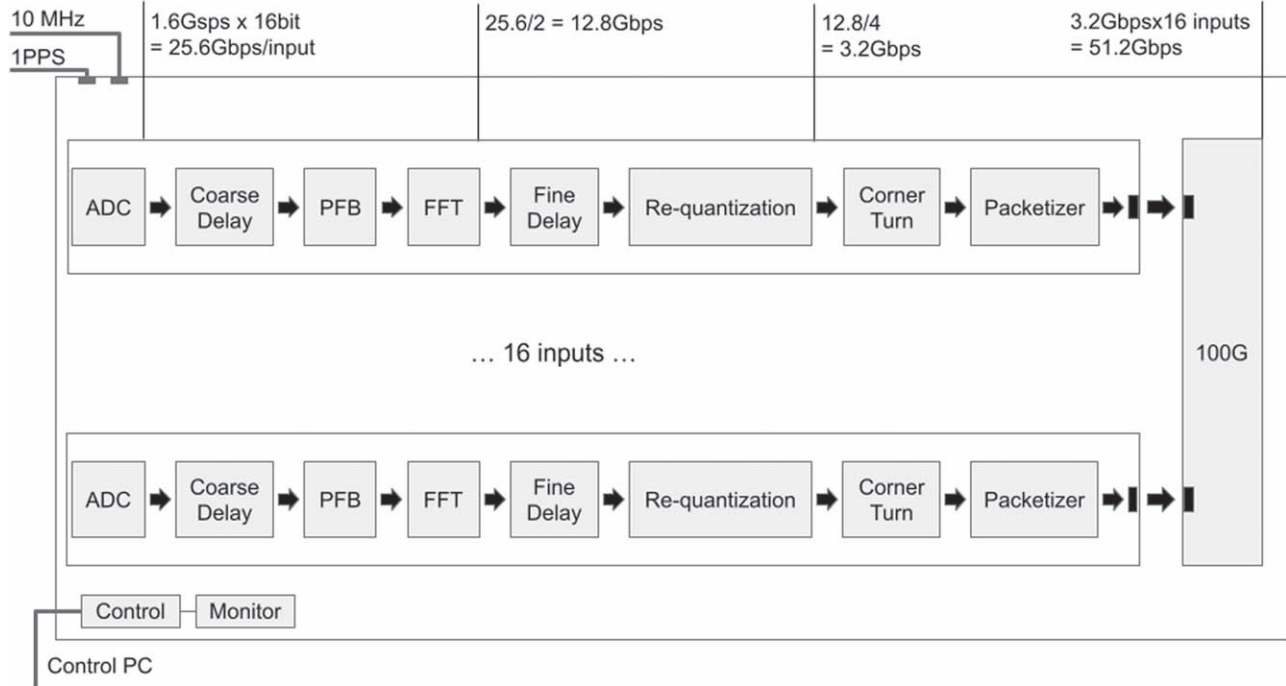 10 MHz
1PPS
1.6Gsps x 16bit
= 25.6Gbps/input
25.6/2 = 12.8Gbps
12.8/4
= 3.2Gbps
3.2Gbpsx16 inputs
= 51.2Gbps
ADC
Coarse
Delay
PFB
FFT
Fine
Delay
Re-quantization
Corner
Turn
Packetizer
... 16 inputs ...
100G
ADC
Coarse
Delay
PFB
FFT
Fine
Delay
Re-quantization
Corner
Turn
Packetizer
Control
Monitor
Control PC